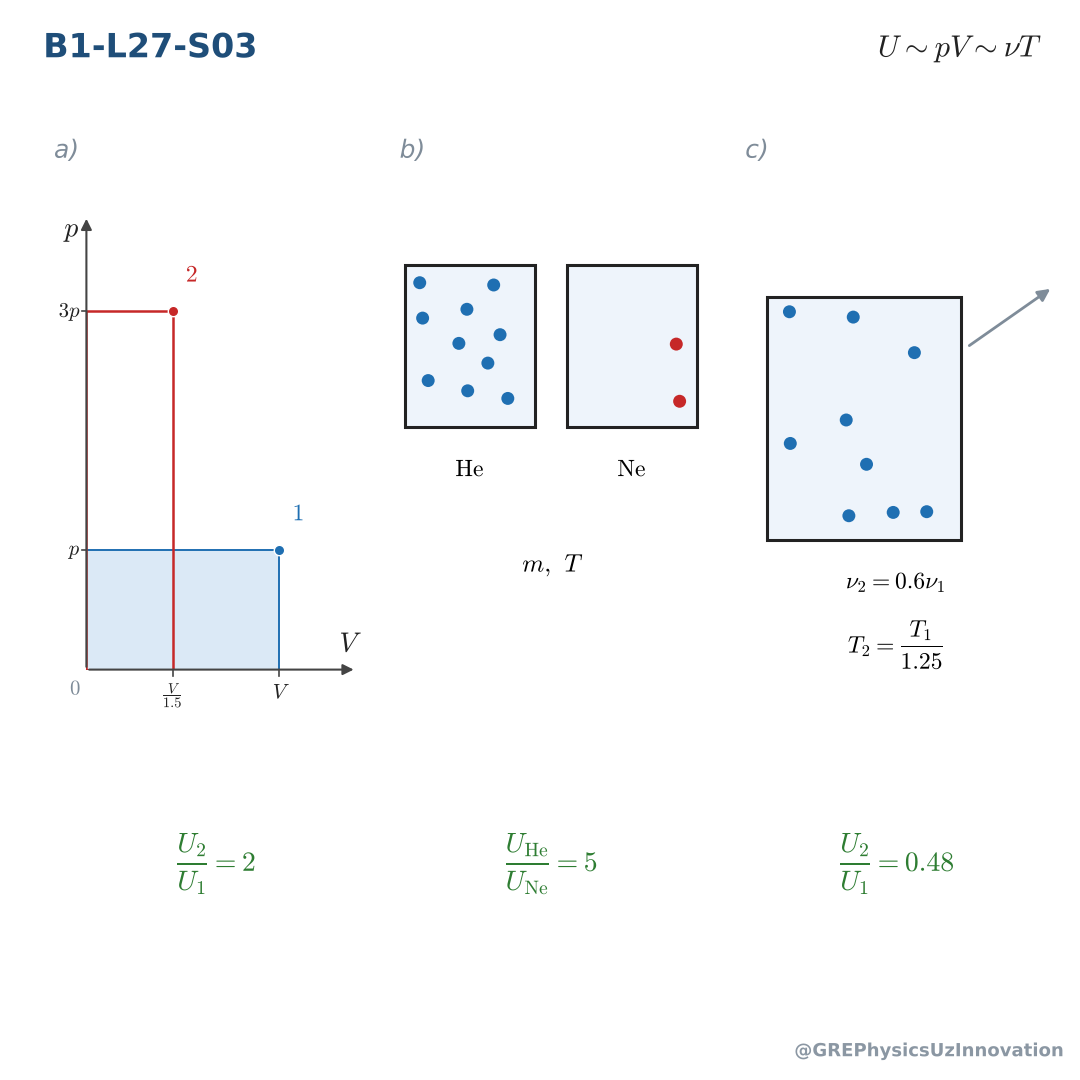 B1-L27-S03
U ∼ pV ∼ νT
a)
b)
c)
p
2
3p
1
p
V
0
V/1.5
V
He
Ne
m, T
ν₂ = 0.6ν₁
T₂ = T₁/1.25
U₂/U₁ = 2
U_He/U_Ne = 5
U₂/U₁ = 0.48
@GREPhysicsUzInnovation